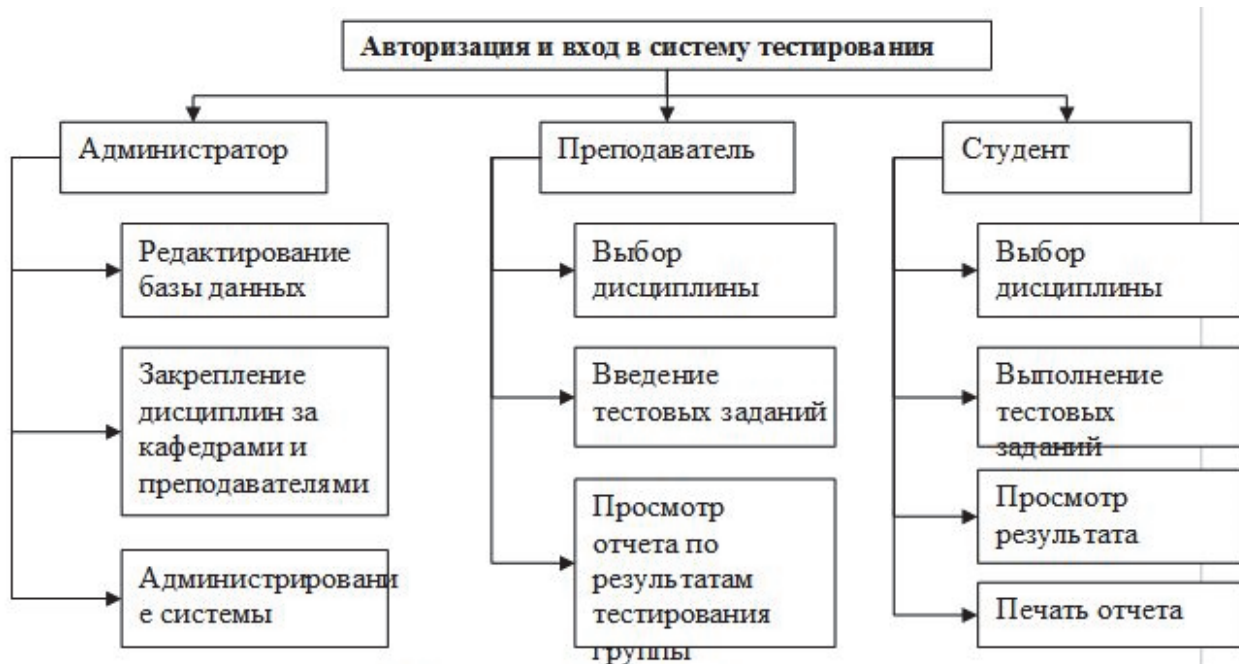 Авторизация и вход в систему тестирования
Администратор
Редактирование
базы данных
Закрепление
дисциплин за
кафедрами и
преподавателями
Администрировани
е системы
Преподаватель
Выбор
дисциплины
Введение
тестовых заданий
Просмотр
отчета по
результатам
тестирования
группы
Студент
Выбор
дисциплины
Выполнение
тестовых
заданий
Просмотр
результата
Печать отчета